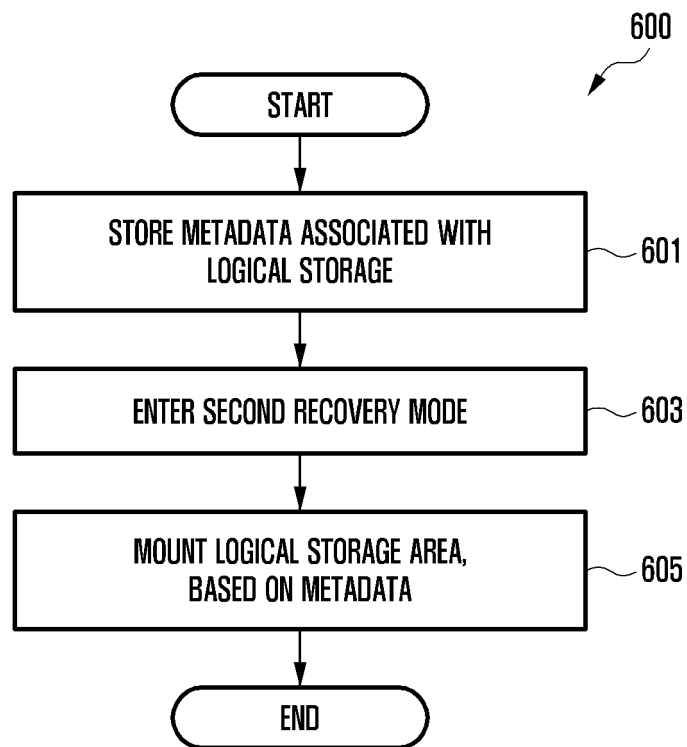 600
START
STORE METADATA ASSOCIATED WITH
LOGICAL STORAGE
601
ENTER SECOND RECOVERY MODE
603
MOUNT LOGICAL STORAGE AREA,
BASED ON METADATA
605
END